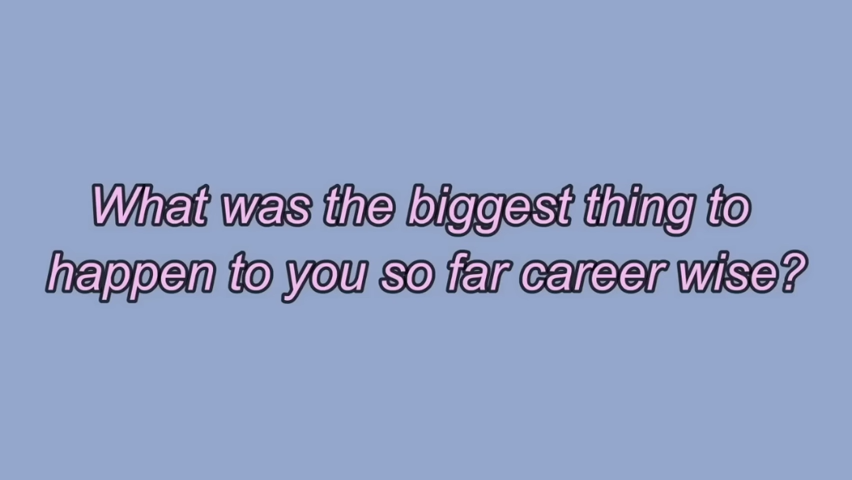 What was the biggest thing to
happen to you so far career wise?